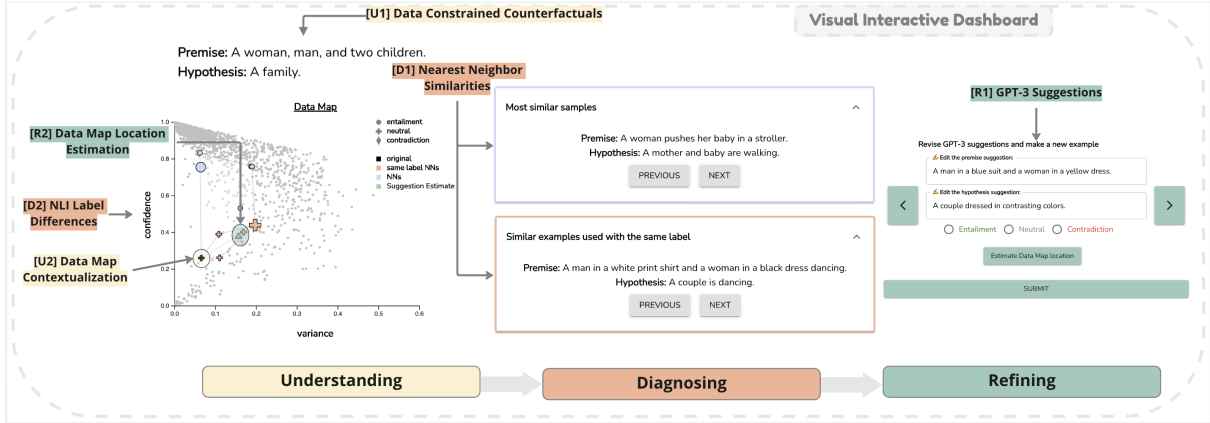 [U1] Data Constrained Counterfactuals
Visual Interactive Dashboard
Premise: A woman, man, and two children.
Hypothesis: A family.
[D1] Nearest Neighbor
Similarities
[R2] Data Map Location
Estimation
[D2] NLI Label
Differences
[U2] Data Map
Contextualization
Data Map
entailment
neutral
contradiction
original
same label NNs
NNs
Suggestion Estimate
confidence
1.0
0.8
0.6
0.4
0.2
0.0
0.0 0.1 0.2 0.3 0.4 0.5 0.6
variance
Most similar samples
Premise: A woman pushes her baby in a stroller.
Hypothesis: A mother and baby are walking.
PREVIOUS NEXT
Similar examples used with the same label
Premise: A man in a white print shirt and a woman in a black dress dancing.
Hypothesis: A couple is dancing.
PREVIOUS NEXT
[R1] GPT-3 Suggestions
Revise GPT-3 suggestions and make a new example
✍ Edit the premise suggestion:
A man in a blue suit and a woman in a yellow dress.
✍ Edit the hypothesis suggestion:
A couple dressed in contrasting colors.
Entailment Neutral Contradiction
Estimate Data Map location
SUBMIT
Understanding
Diagnosing
Refining